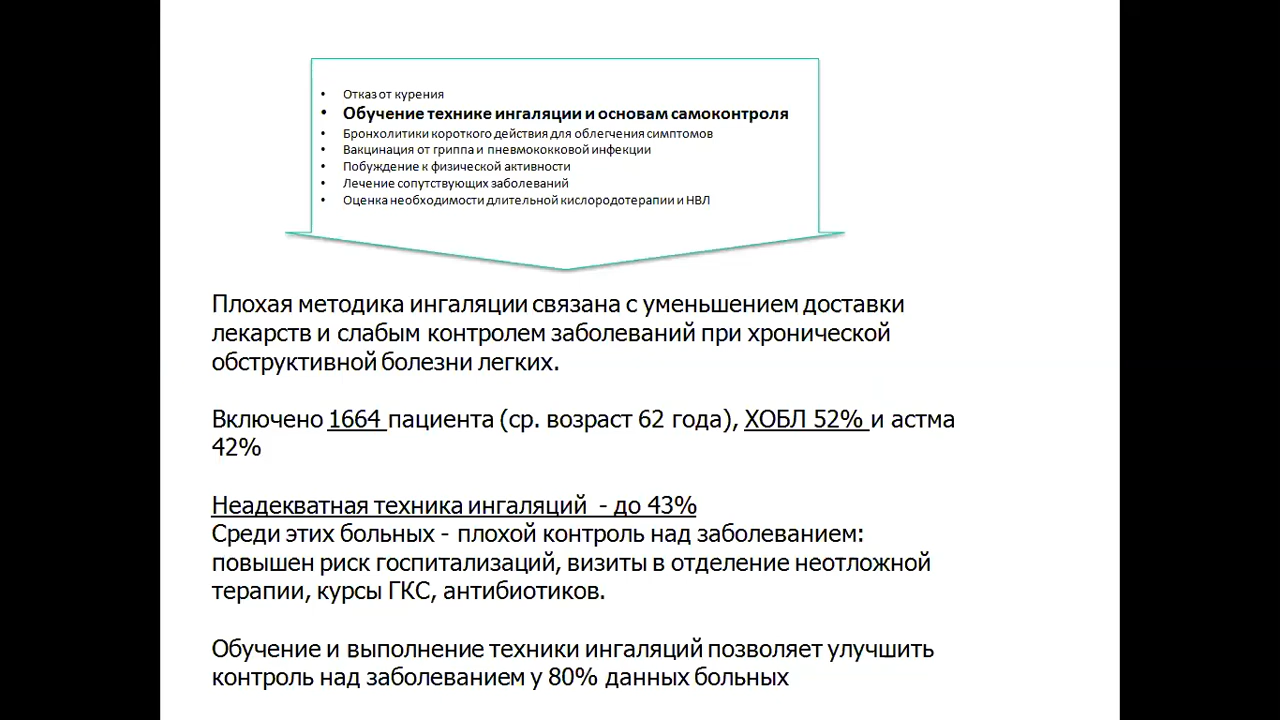 • Отказ от курения
• Обучение технике ингаляции и основам самоконтроля
• Бронхолитики короткого действия для облегчения симптомов
• Вакцинация от гриппа и пневмококковой инфекции
• Побуждение к физической активности
• Лечение сопутствующих заболеваний
• Оценка необходимости длительной кислородотерапии и НВЛ
Плохая методика ингаляции связана с уменьшением доставки
лекарств и слабым контролем заболеваний при хронической
обструктивной болезни легких.
Включено 1664 пациента (ср. возраст 62 года), ХОБЛ 52% и астма
42%
Неадекватная техника ингаляций - до 43%
Среди этих больных - плохой контроль над заболеванием:
повышен риск госпитализаций, визиты в отделение неотложной
терапии, курсы ГКС, антибиотиков.
Обучение и выполнение техники ингаляций позволяет улучшить
контроль над заболеванием у 80% данных больных